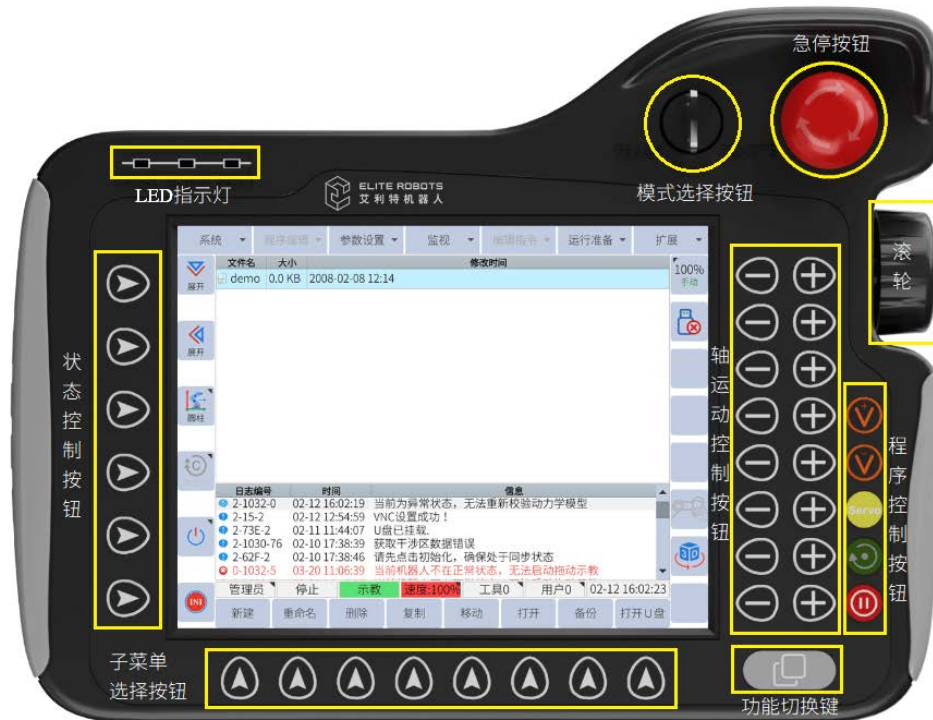 急停按钮
LED指示灯
ELITE ROBOTS
艾利特机器人
模式选择按钮
滚轮
系统 程序编辑 参数设置 监视 编辑指令 运行准备 扩展
文件名 大小 修改时间
demo 0.0 KB 2008-02-08 12:14
展开
100%
手动
展开
圆柱
状态控制按钮
轴运动控制按钮
程序控制按钮
V
V
Servo
日志编号 时间 信息
2-1032-0 02-12 16:02:19 当前为异常状态，无法重新校验动力学模型
2-15-2 02-12 12:54:59 VNC设置成功！
2-73E-2 02-11 11:44:07 U盘已挂载.
2-1030-76 02-10 17:38:39 获取干涉区数据错误
2-62F-2 02-10 17:38:46 请先点击初始化，确保处于同步状态
0-1032-5 03-20 11:06:39 当前机器人不在正常状态，无法启动拖动示教
管理员 停止 示教 速度:100% 工具0 用户0 02-12 16:02:23
INI
3D
新建 重命名 删除 复制 移动 打开 备份 打开U盘
子菜单
选择按钮
功能切换键